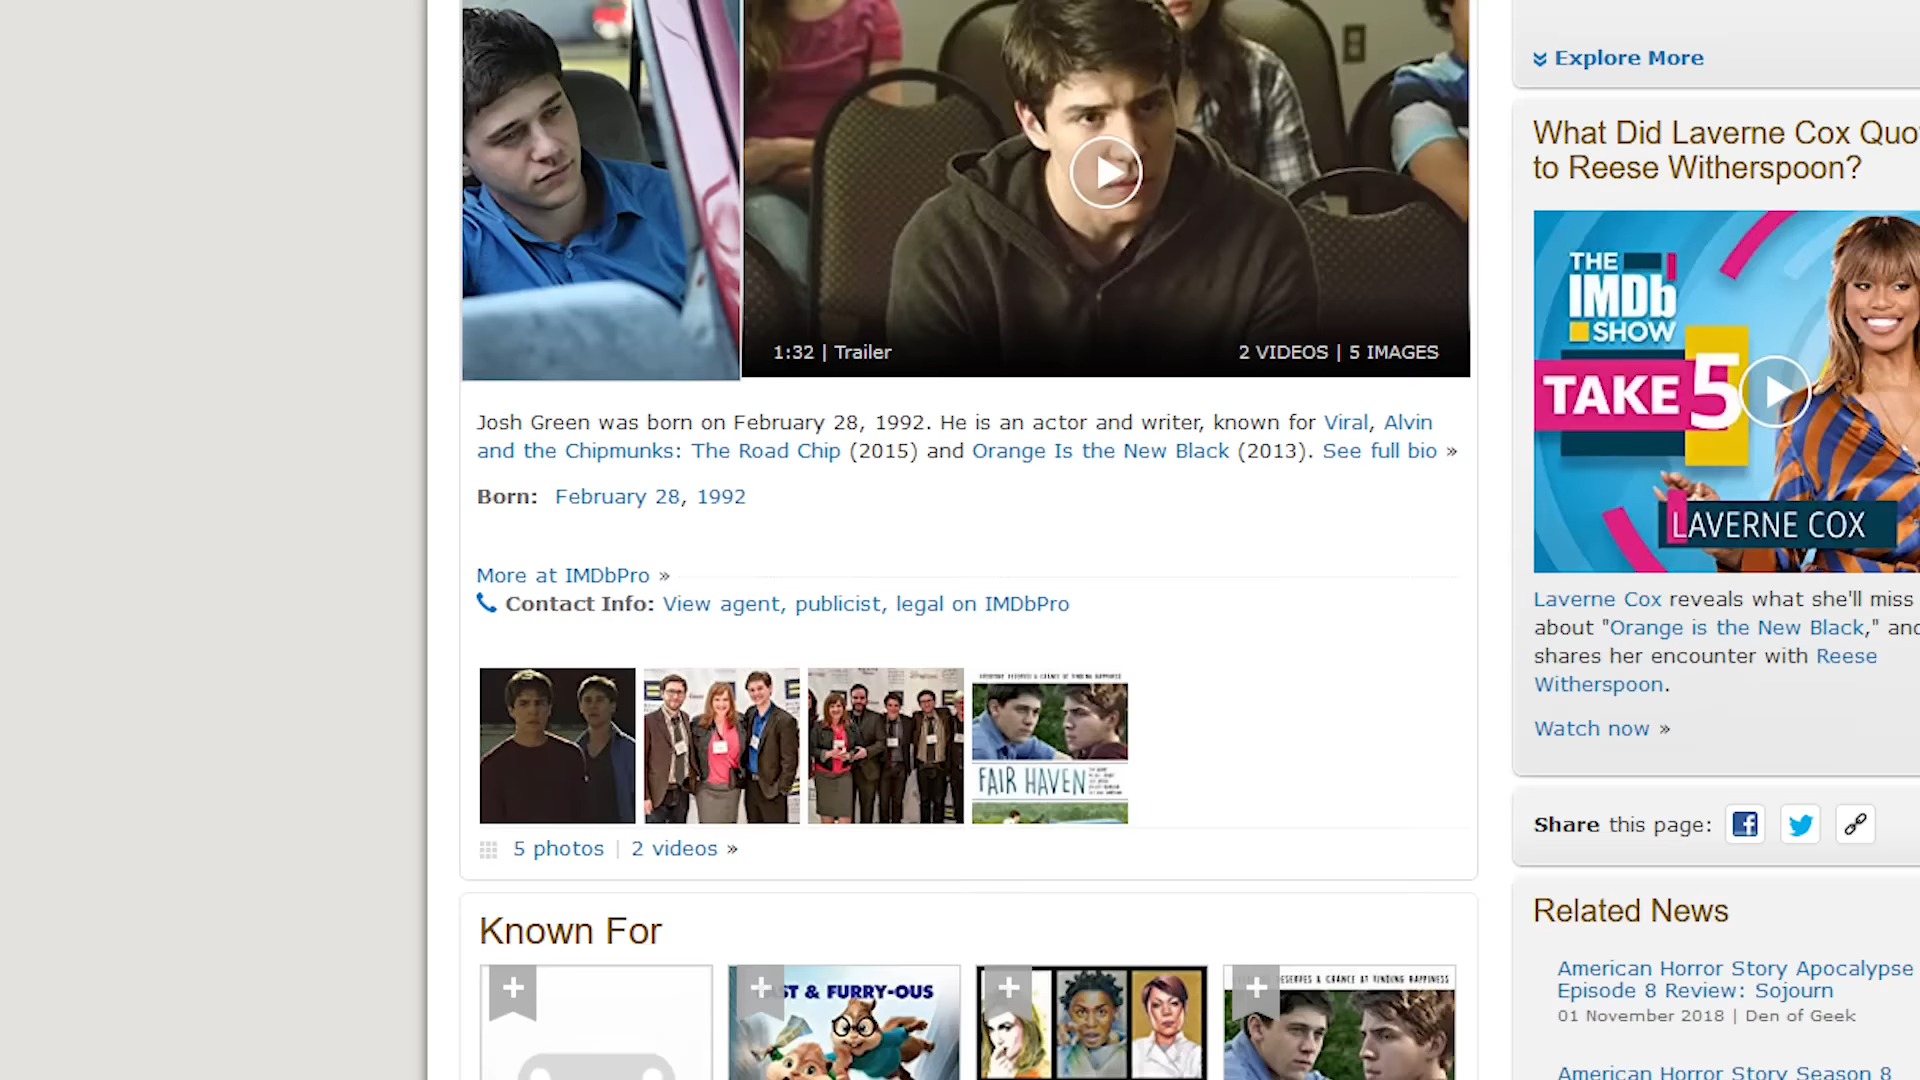 1:32 | Trailer
2 VIDEOS | 5 IMAGES
Josh Green was born on February 28, 1992. He is an actor and writer, known for Viral, Alvin
and the Chipmunks: The Road Chip (2015) and Orange Is the New Black (2013). See full bio »
Born: February 28, 1992
More at IMDbPro »
Contact Info: View agent, publicist, legal on IMDbPro
FAIR HAVEN
5 photos | 2 videos »
Known For
ST & FURRY-OUS
DESERVES A CHANCE AT FINDING HAPPINESS
Explore More
What Did Laverne Cox Quo
to Reese Witherspoon?
THE
IMDb
SHOW
TAKE 5
LAVERNE COX
Laverne Cox reveals what she'll miss
about "Orange is the New Black," and
shares her encounter with Reese
Witherspoon.
Watch now »
Share this page:
Related News
American Horror Story Apocalypse
Episode 8 Review: Sojourn
01 November 2018 | Den of Geek
American Horror Story Season 8